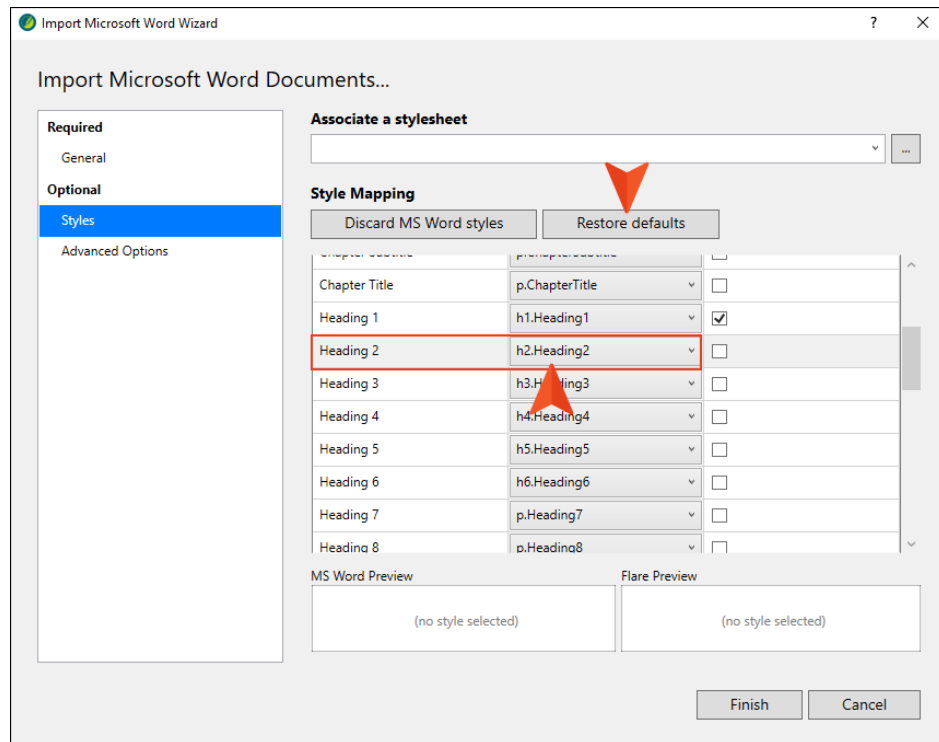 Import Microsoft Word Wizard
?
Import Microsoft Word Documents...
Required
General
Optional
Styles
Advanced Options
Associate a stylesheet
...
Style Mapping
Discard MS Word styles Restore defaults
Chapter Title p.ChapterTitle
Heading 1 h1.Heading1
Heading 2 h2.Heading2
Heading 3 h3.Heading3
Heading 4 h4.Heading4
Heading 5 h5.Heading5
Heading 6 h6.Heading6
Heading 7 p.Heading7
Heading 8 p.Heading8
MS Word Preview Flare Preview
(no style selected) (no style selected)
Finish Cancel